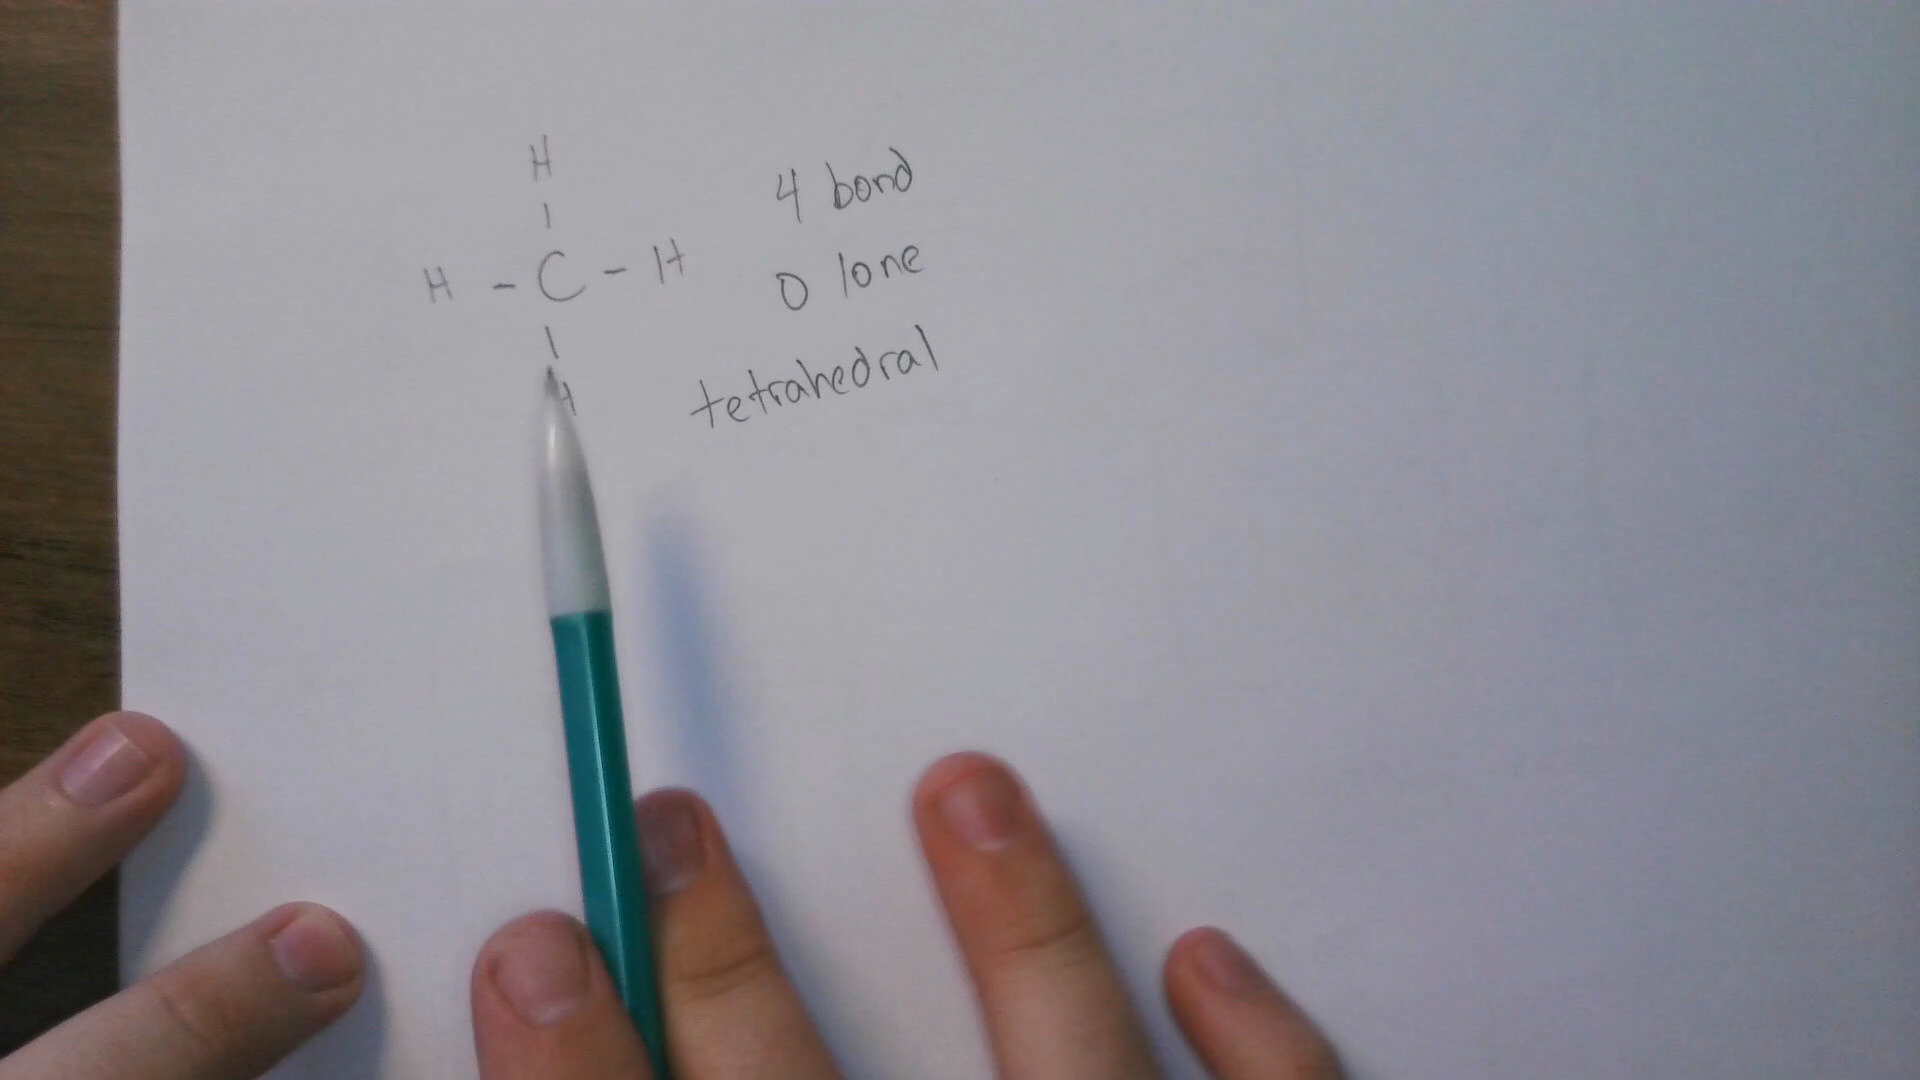 H
|
H - C - H
|
H
4 bond
0 lone
tetrahedral